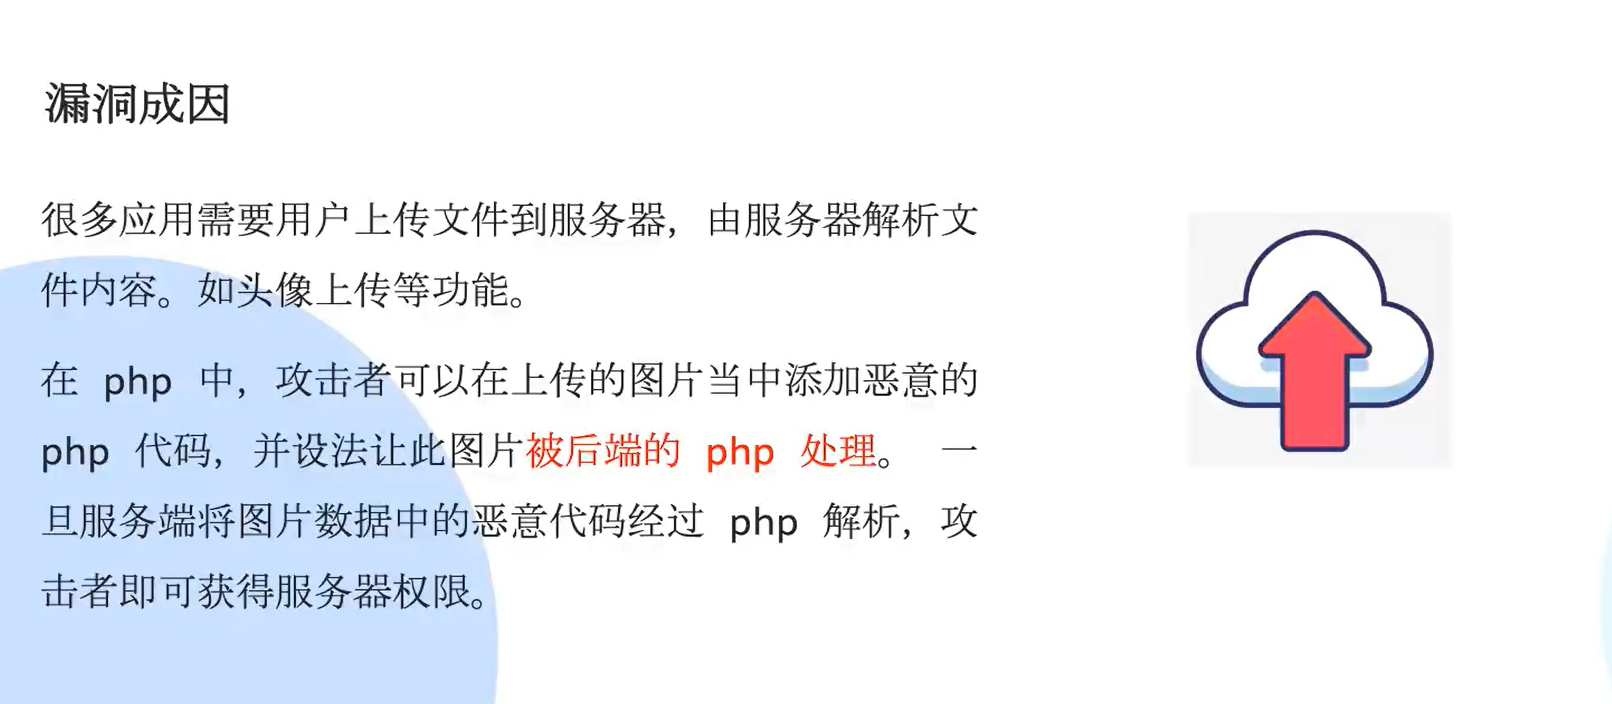 漏洞成因
很多应用需要用户上传文件到服务器，由服务器解析文
件内容。如头像上传等功能。
在 php 中，攻击者可以在上传的图片当中添加恶意的
php 代码，并设法让此图片被后端的 php 处理。 一
旦服务端将图片数据中的恶意代码经过 php 解析，攻
击者即可获得服务器权限。